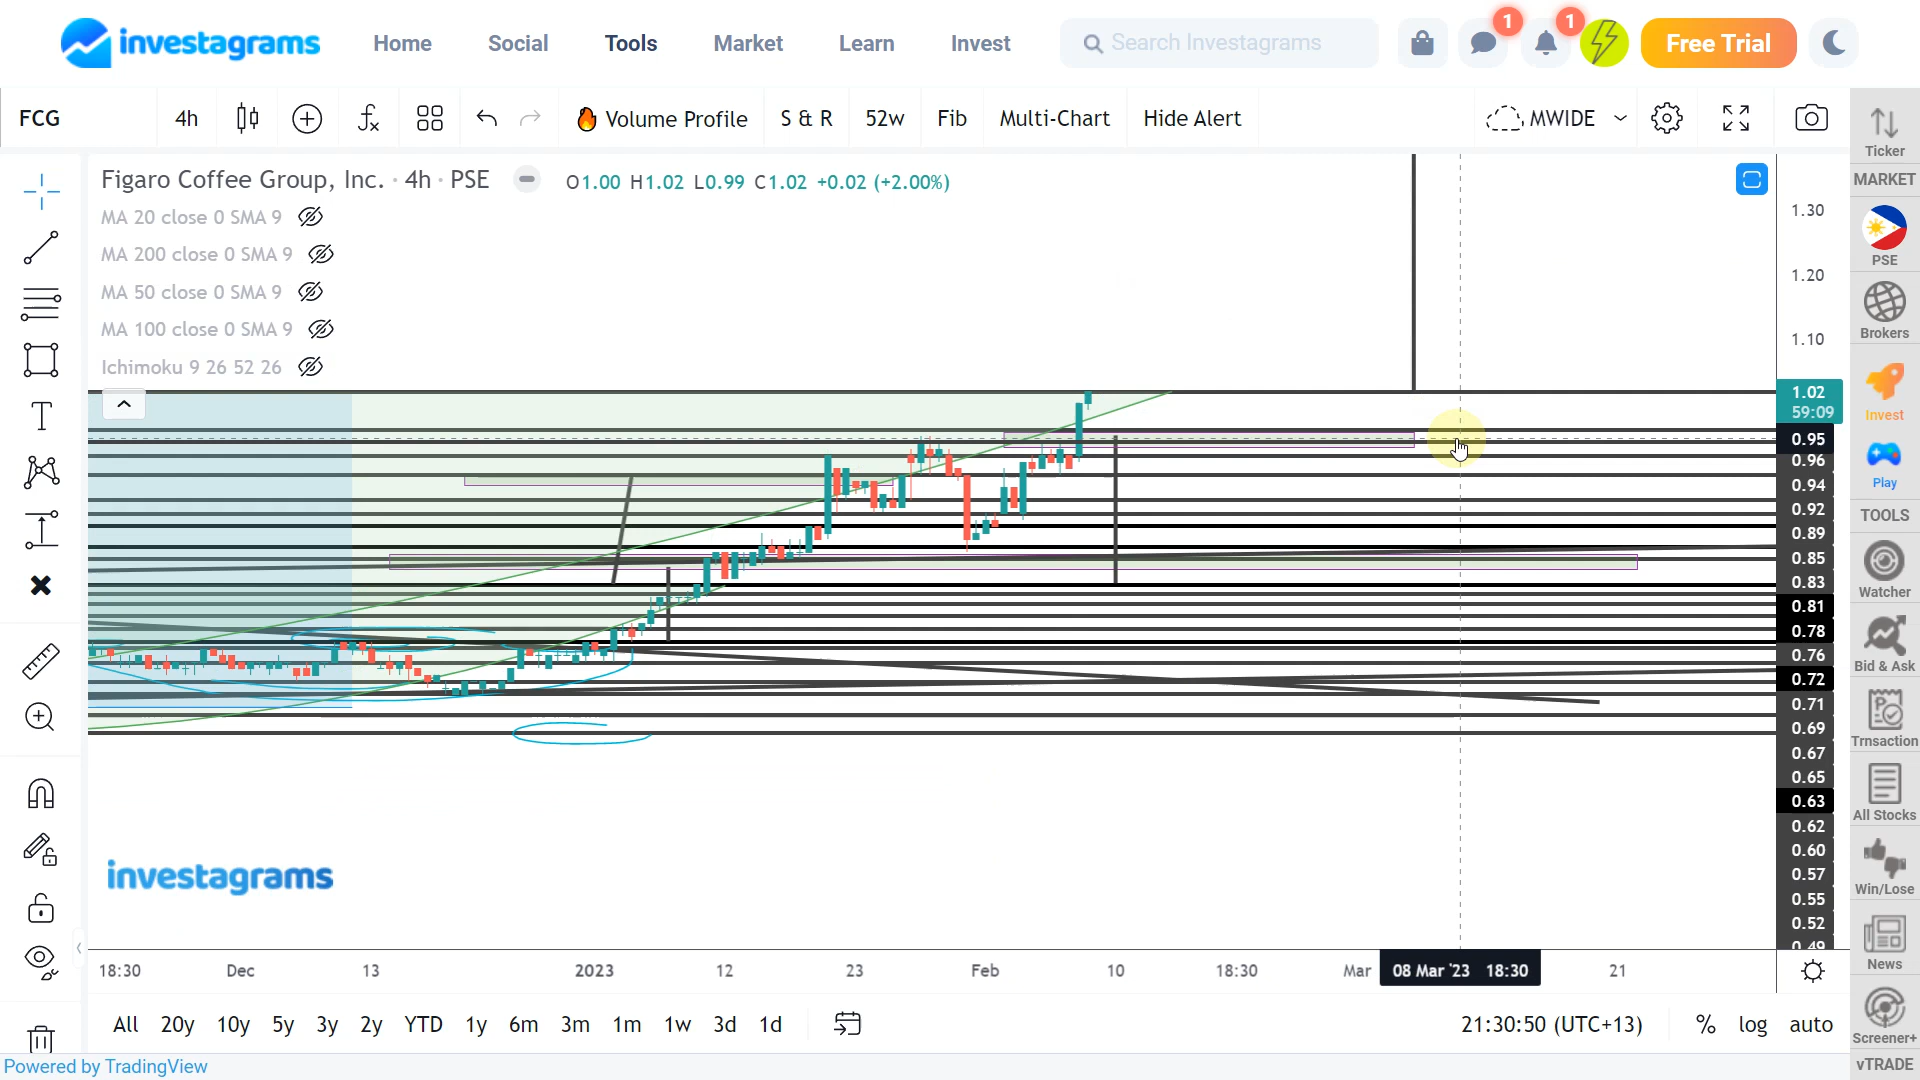 investagrams
Home
Social
Tools
Market
Learn
Invest
Search Investagrams
1
1
Free Trial
FCG
4h
Volume Profile
S & R
52w
Fib
Multi-Chart
Hide Alert
MWIDE
Ticker
Figaro Coffee Group, Inc. · 4h · PSE
O1.00 H1.02 L0.99 C1.02 +0.02 (+2.00%)
MARKET
MA 20 close 0 SMA 9
MA 200 close 0 SMA 9
MA 50 close 0 SMA 9
MA 100 close 0 SMA 9
Ichimoku 9 26 52 26
1.30
1.20
1.10
1.02
59:09
0.95
0.96
0.94
0.92
0.89
0.85
0.83
0.81
0.78
0.76
0.72
0.71
0.69
0.67
0.65
0.63
0.62
0.60
0.57
0.55
0.52
0.49
PSE
Brokers
Invest
Play
TOOLS
Watcher
Bid & Ask
Trnsaction
All Stocks
Win/Lose
News
Screener+
vTRADE
investagrams
18:30
Dec
13
2023
12
23
Feb
10
18:30
Mar
08 Mar '23 18:30
21
All
20y
10y
5y
3y
2y
YTD
1y
6m
3m
1m
1w
3d
1d
21:30:50 (UTC+13)
%
log
auto
Powered by TradingView